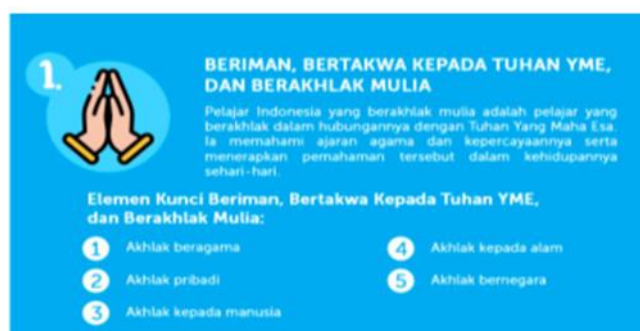 1.
BERIMAN, BERTAKWA KEPADA TUHAN YME,
DAN BERAKHLAK MULIA
Pelajar Indonesia yang berakhlak mulia adalah pelajar yang
berakhlak dalam hubungannya dengan Tuhan Yang Maha Esa.
Ia memahami ajaran agama dan kepercayaannya serta
menerapkan pemahaman tersebut dalam kehidupannya
sehari-hari.
Elemen Kunci Beriman, Bertakwa Kepada Tuhan YME,
dan Berakhlak Mulia:
1 Akhlak beragama
2 Akhlak pribadi
3 Akhlak kepada manusia
4 Akhlak kepada alam
5 Akhlak bernegara